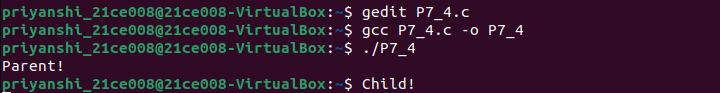 priyanshi_21ce008@21ce008-VirtualBox:~$ gedit P7_4.c
priyanshi_21ce008@21ce008-VirtualBox:~$ gcc P7_4.c -o P7_4
priyanshi_21ce008@21ce008-VirtualBox:~$ ./P7_4
Parent!
priyanshi_21ce008@21ce008-VirtualBox:~$ Child!